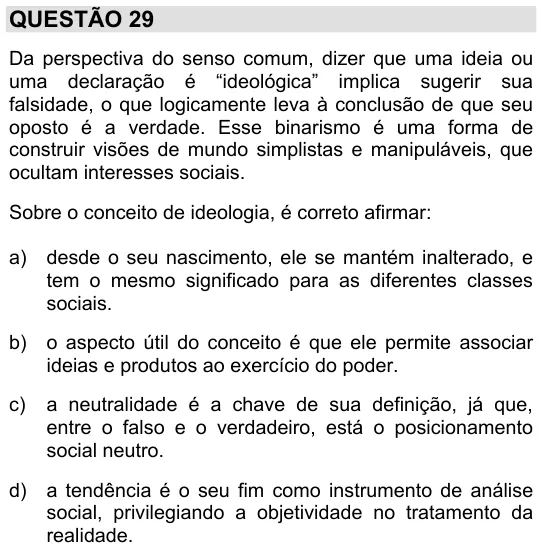 QUESTÃO 29
Da perspectiva do senso comum, dizer que uma ideia ou
uma declaração é “ideológica” implica sugerir sua
falsidade, o que logicamente leva à conclusão de que seu
oposto é a verdade. Esse binarismo é uma forma de
construir visões de mundo simplistas e manipuláveis, que
ocultam interesses sociais.
Sobre o conceito de ideologia, é correto afirmar:
a) desde o seu nascimento, ele se mantém inalterado, e
tem o mesmo significado para as diferentes classes
sociais.
b) o aspecto útil do conceito é que ele permite associar
ideias e produtos ao exercício do poder.
c) a neutralidade é a chave de sua definição, já que,
entre o falso e o verdadeiro, está o posicionamento
social neutro.
d) a tendência é o seu fim como instrumento de análise
social, privilegiando a objetividade no tratamento da
realidade.